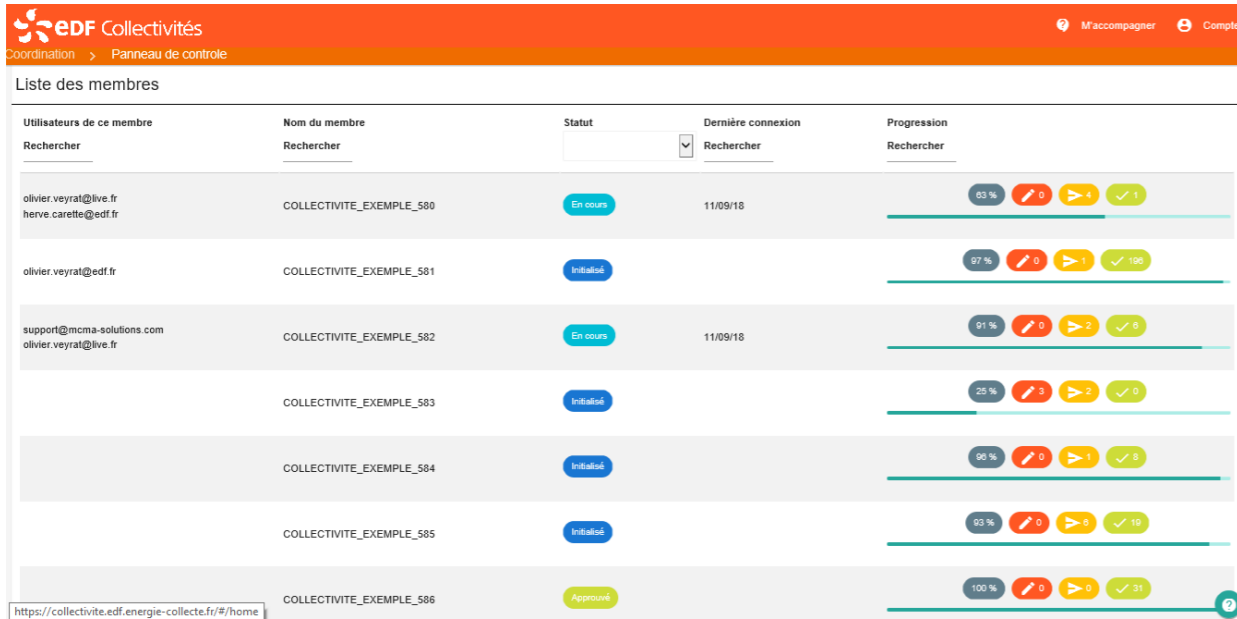 eDF Collectivités
M'accompagner
Compte
Coordination > Panneau de controle
Liste des membres
Utilisateurs de ce membre Nom du membre Statut Dernière connexion Progression
Rechercher Rechercher Rechercher Rechercher
olivier.veyrat@live.fr
herve.carette@edf.fr
COLLECTIVITE_EXEMPLE_580 En cours 11/09/18 63 % 0 4 1
olivier.veyrat@edf.fr COLLECTIVITE_EXEMPLE_581 Initialisé 97 % 0 1 196
support@mcma-solutions.com
olivier.veyrat@live.fr
COLLECTIVITE_EXEMPLE_582 En cours 11/09/18 91 % 0 2 6
COLLECTIVITE_EXEMPLE_583 Initialisé 25 % 3 2 0
COLLECTIVITE_EXEMPLE_584 Initialisé 96 % 0 1 8
COLLECTIVITE_EXEMPLE_585 Initialisé 93 % 0 6 19
COLLECTIVITE_EXEMPLE_586 Approuvé 100 % 0 0 31
https://collectivite.edf.energie-collecte.fr/#/home